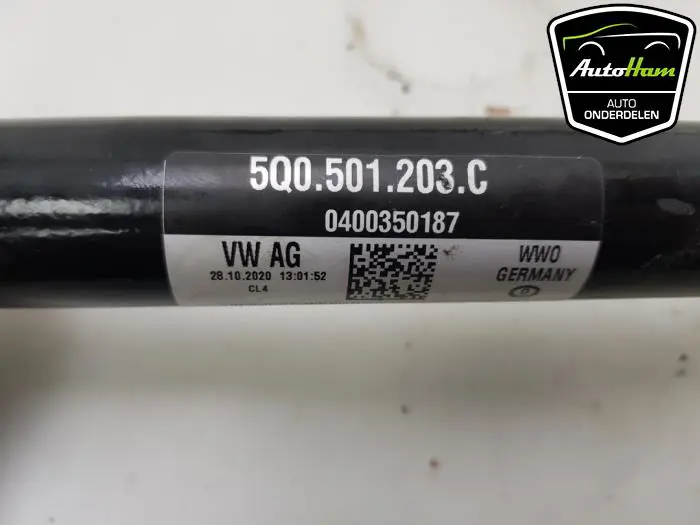 AutoHam
AUTO
ONDERDELEN
5Q0.501.203.C
0400350187
VW AG
28.10.2020 13:01:52
CL4
WWO
GERMANY